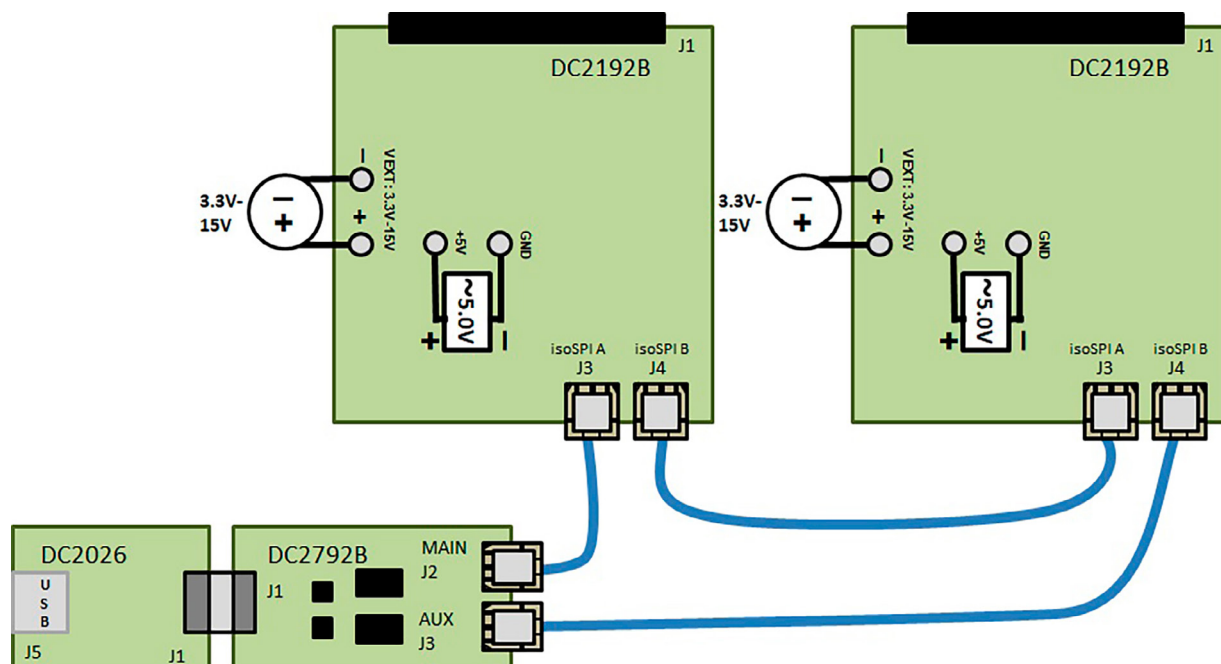 J1
DC2192B
3.3V-
15V
−
+
−
+
VEXT: 3.3V-15V
+5V
GND
~5.0V
+
−
isoSPI A
J3
isoSPI B
J4
J1
DC2192B
3.3V-
15V
−
+
−
+
VEXT: 3.3V-15V
+5V
GND
~5.0V
+
−
isoSPI A
J3
isoSPI B
J4
DC2026
U
S
B
J5
J1
DC2792B
J1
MAIN
J2
AUX
J3